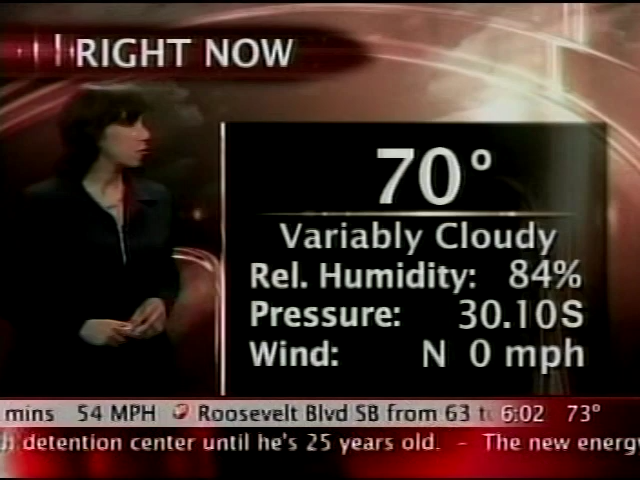 RIGHT NOW
70°
Variably Cloudy
Rel. Humidity: 84%
Pressure: 30.10S
Wind: N 0 mph
mins 54 MPH Roosevelt Blvd SB from 63 6:02 73°
detention center until he's 25 years old. - The new energy